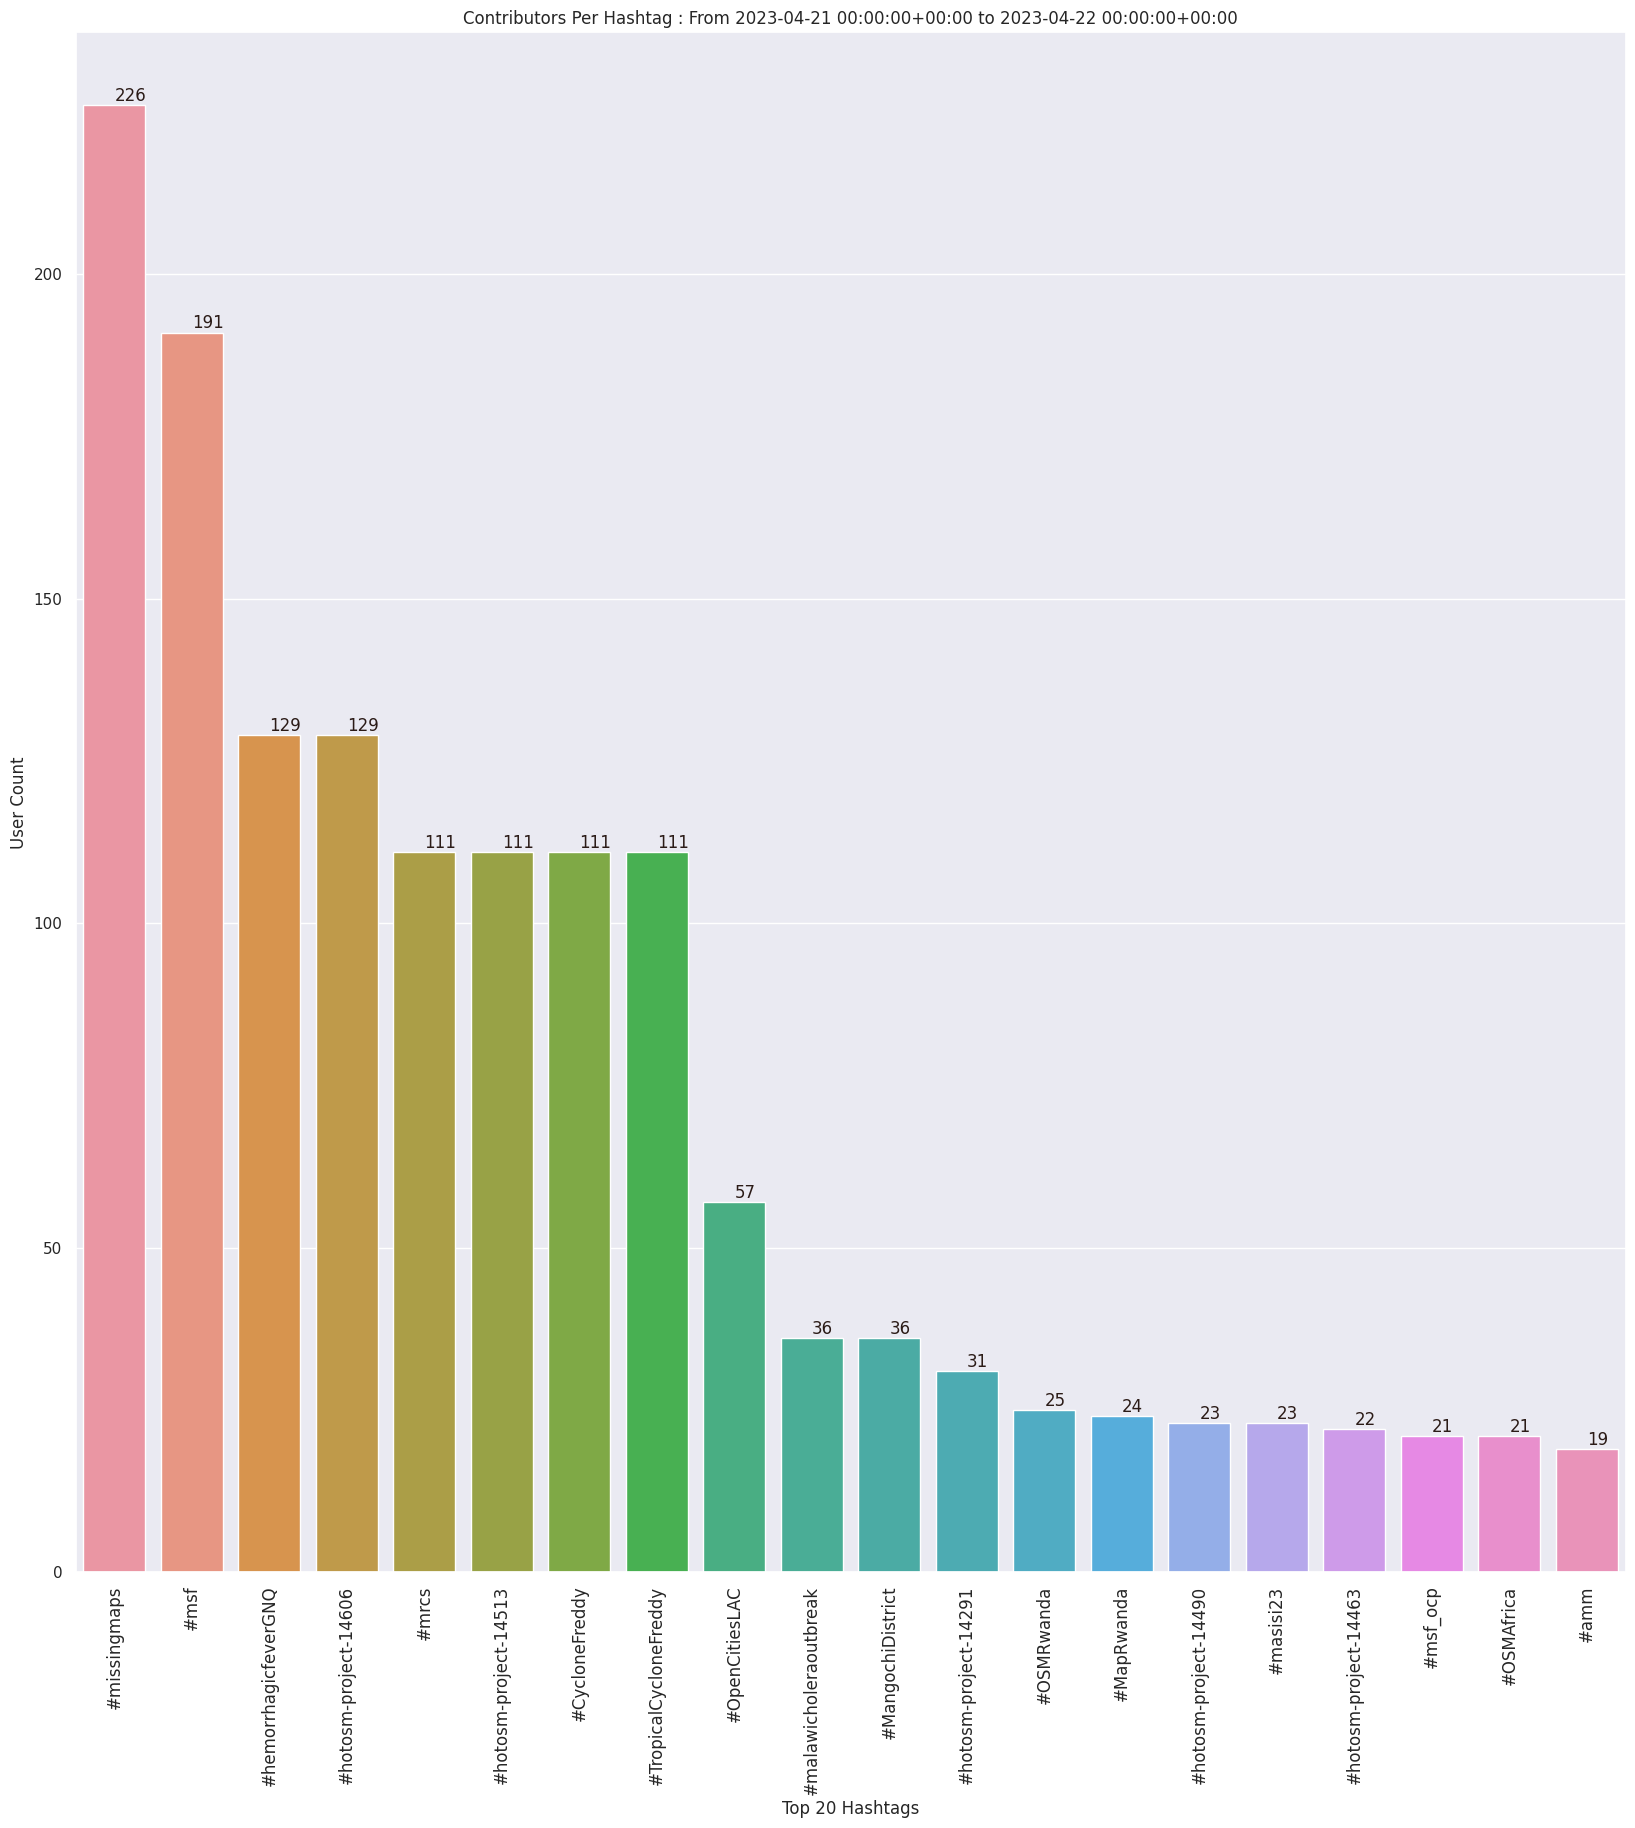 Contributors Per Hashtag : From 2023-04-21 00:00:00+00:00 to 2023-04-22 00:00:00+00:00
226
191
129
129
111
111
111
111
57
36
36
31
25
24
23
23
22
21
21
19
200
150
100
50
0
User Count
#missingmaps
#msf
#hemorrhagicfeverGNQ
#hotosm-project-14606
#mrcs
#hotosm-project-14513
#CycloneFreddy
#TropicalCycloneFreddy
#OpenCitiesLAC
#malawicholeraoutbreak
#MangochiDistrict
#hotosm-project-14291
#OSMRwanda
#MapRwanda
#hotosm-project-14490
#masisi23
#hotosm-project-14463
#msf_ocp
#OSMAfrica
#amm
Top 20 Hashtags